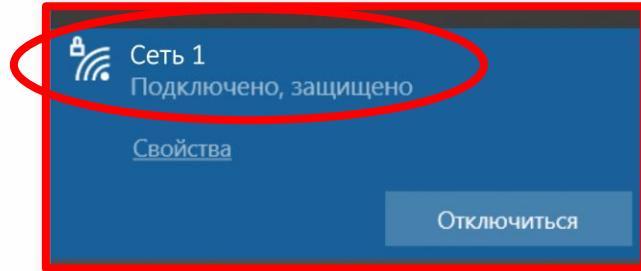 Сеть 1
Подключено, защищено
Свойства
Отключиться